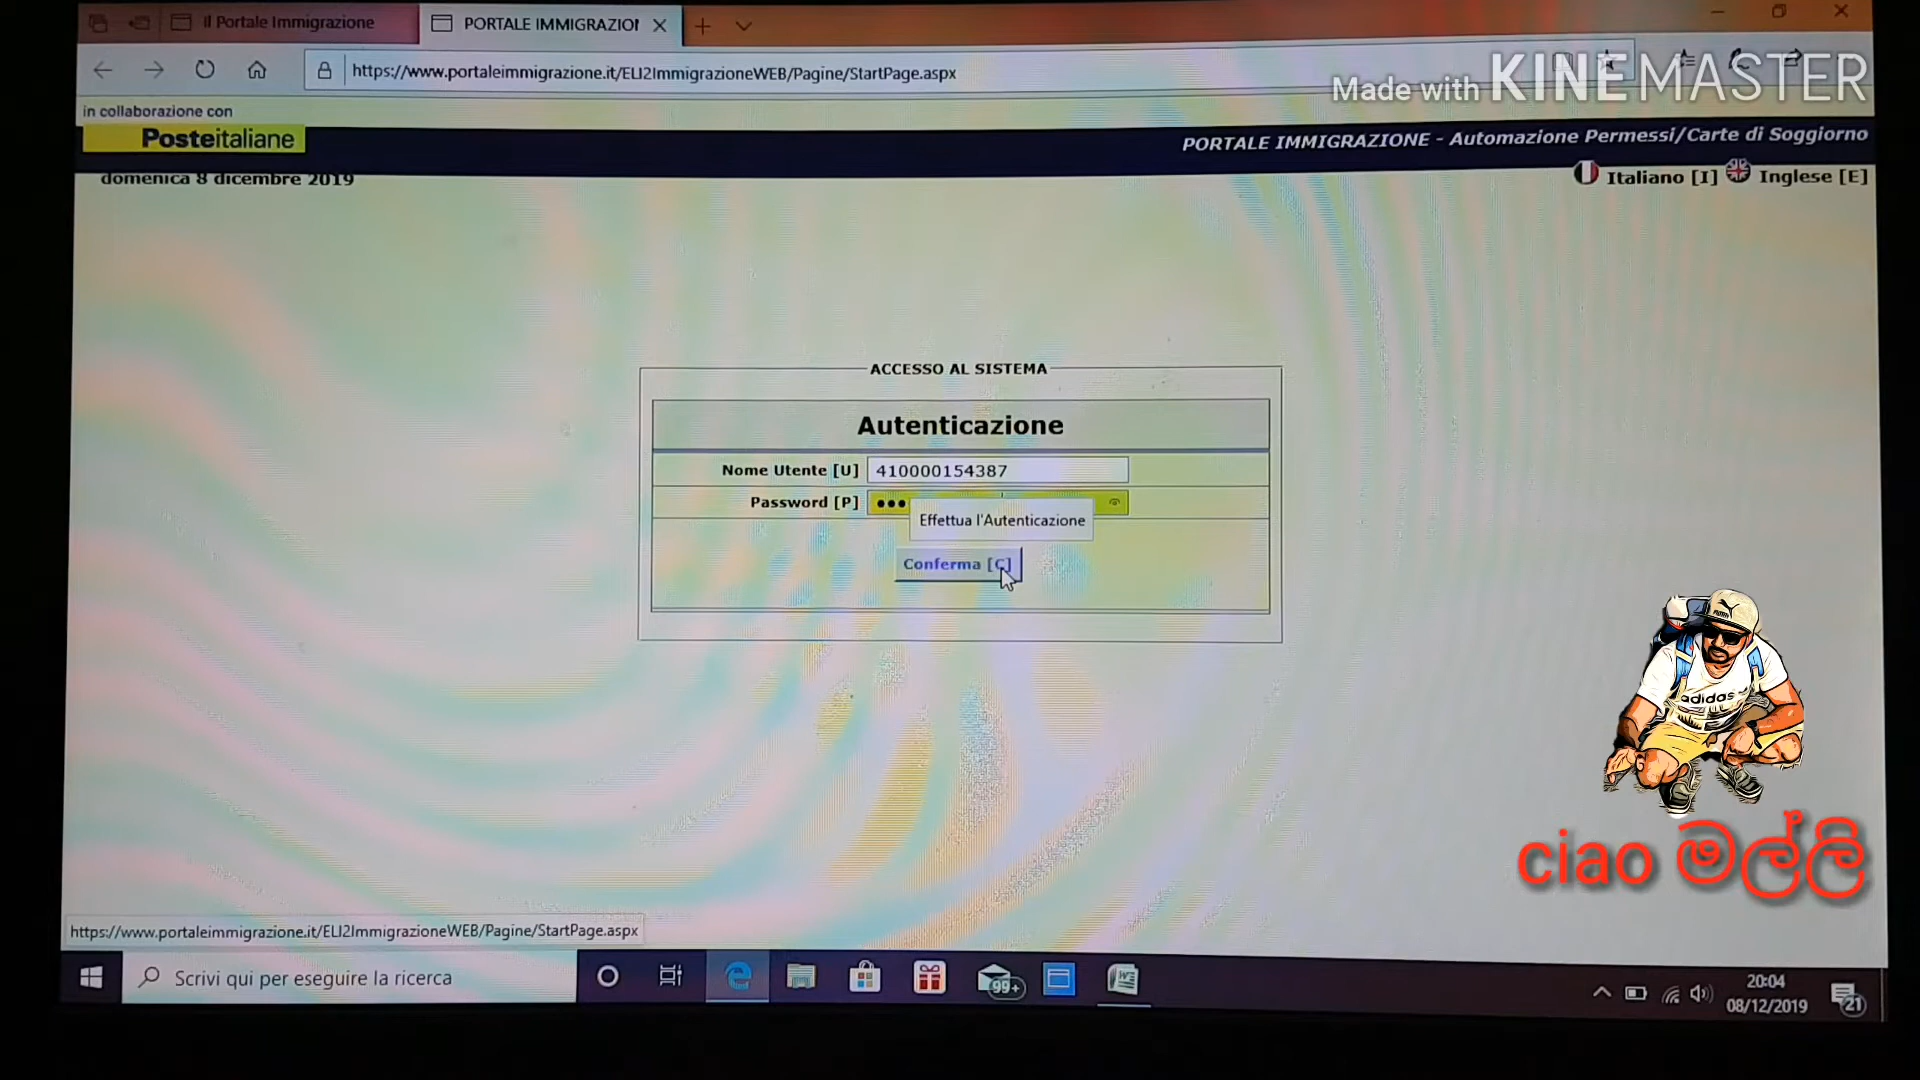 il Portale Immigrazione
PORTALE IMMIGRAZIO
https://www.portaleimmigrazione.it/ELI2ImmigrazioneWEB/Pagine/StartPage.aspx
Made with KINEMASTER
in collaborazione con
Posteitaliane
PORTALE IMMIGRAZIONE - Automazione Permessi/Carte di Soggiorno
domenica 8 dicembre 2019
Italiano [I] Inglese [E]
ACCESSO AL SISTEMA
Autenticazione
Nome Utente [U] 410000154387
Password [P] •••
Effettua l'Autenticazione
Conferma [C]
adidas
ciao මල්ලි
https://www.portaleimmigrazione.it/ELI2ImmigrazioneWEB/Pagine/StartPage.aspx
Scrivi qui per eseguire la ricerca
99+
20:04
08/12/2019
21